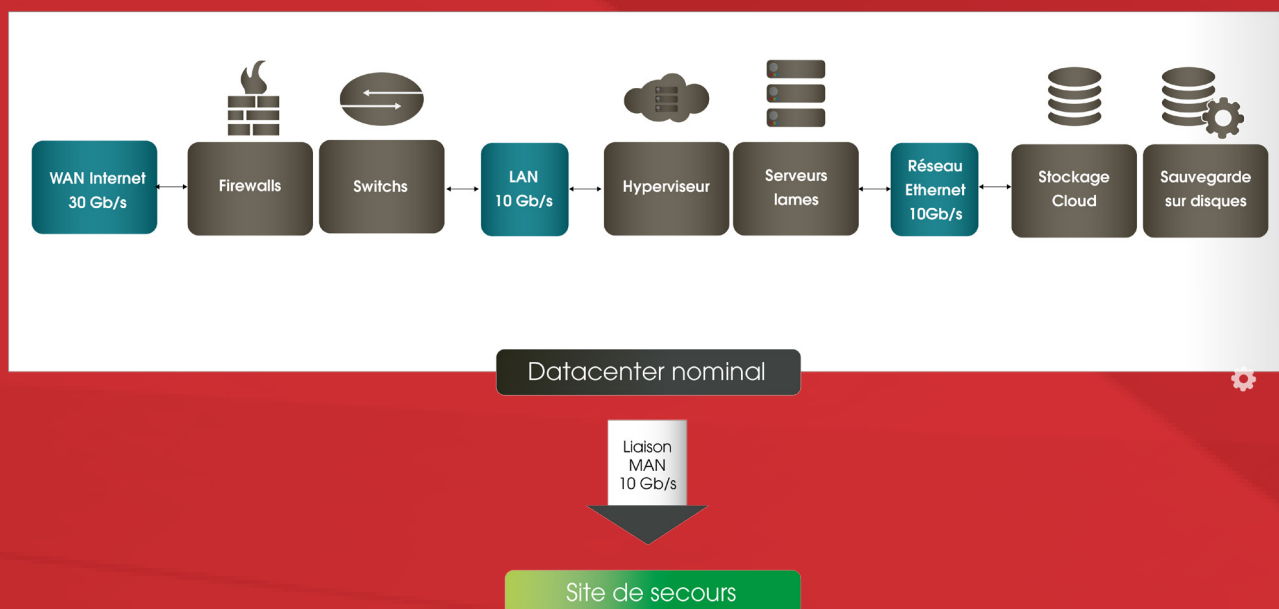 WAN Internet
30 Gb/s
Firewalls
Switchs
LAN
10 Gb/s
Hyperviseur
Serveurs
lames
Réseau
Ethernet
10Gb/s
Stockage
Cloud
Sauvegarde
sur disques
Datacenter nominal
Liaison
MAN
10 Gb/s
Site de secours